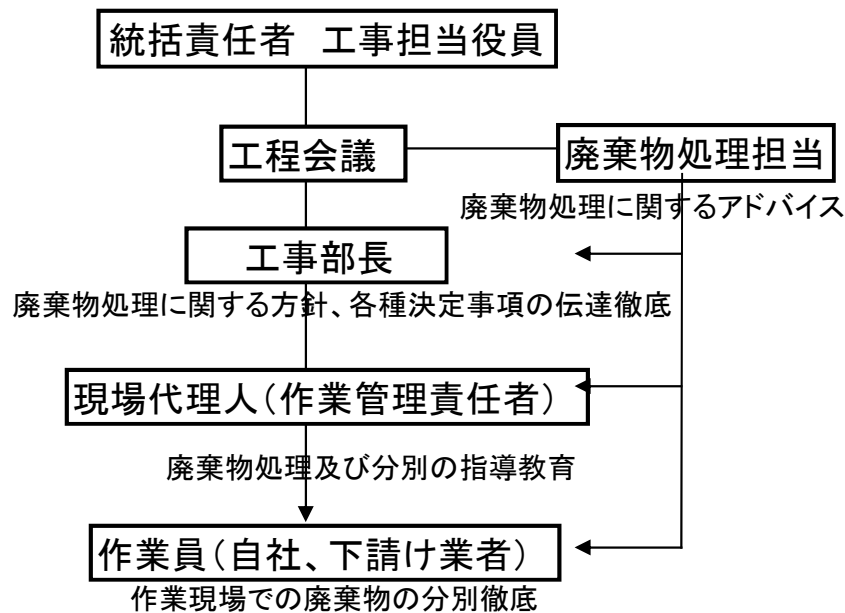 統括責任者　工事担当役員
工程会議
廃棄物処理担当
廃棄物処理に関するアドバイス
工事部長
廃棄物処理に関する方針、各種決定事項の伝達徹底
現場代理人(作業管理責任者)
廃棄物処理及び分別の指導教育
作業員(自社、下請け業者)
作業現場での廃棄物の分別徹底